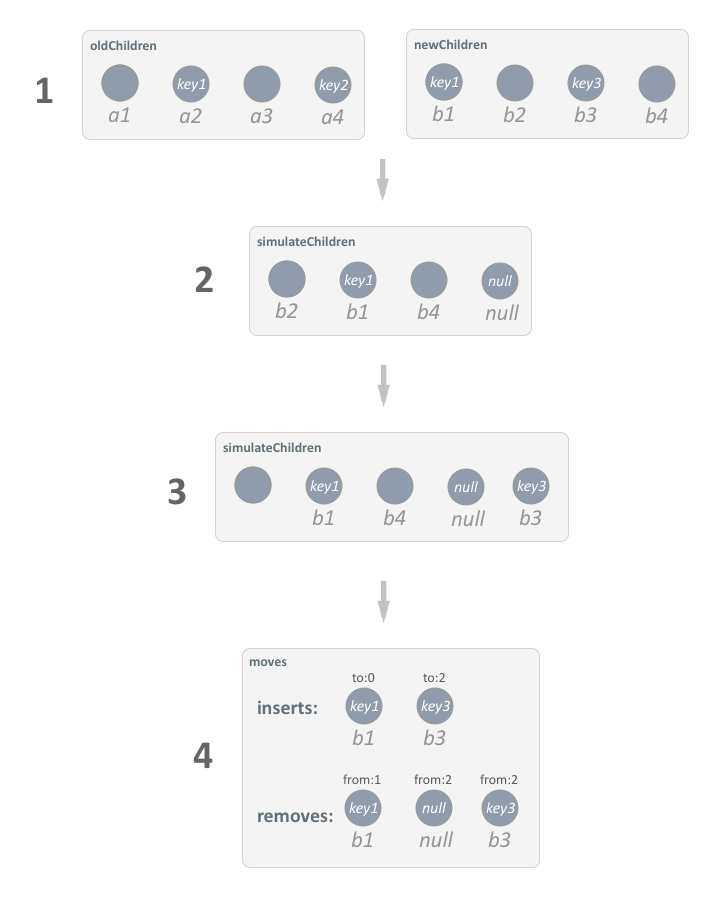 oldChildren newChildren
1 key1 key2 key1 key3
a1 a2 a3 a4 b1 b2 b3 b4
simulateChildren
2 key1 null
b2 b1 b4 null
simulateChildren
3 key1 null key3
b1 b4 null b3
moves
to:0 to:2
inserts: key1 key3
b1 b3
4
from:1 from:2 from:2
removes: key1 null key3
b1 null b3